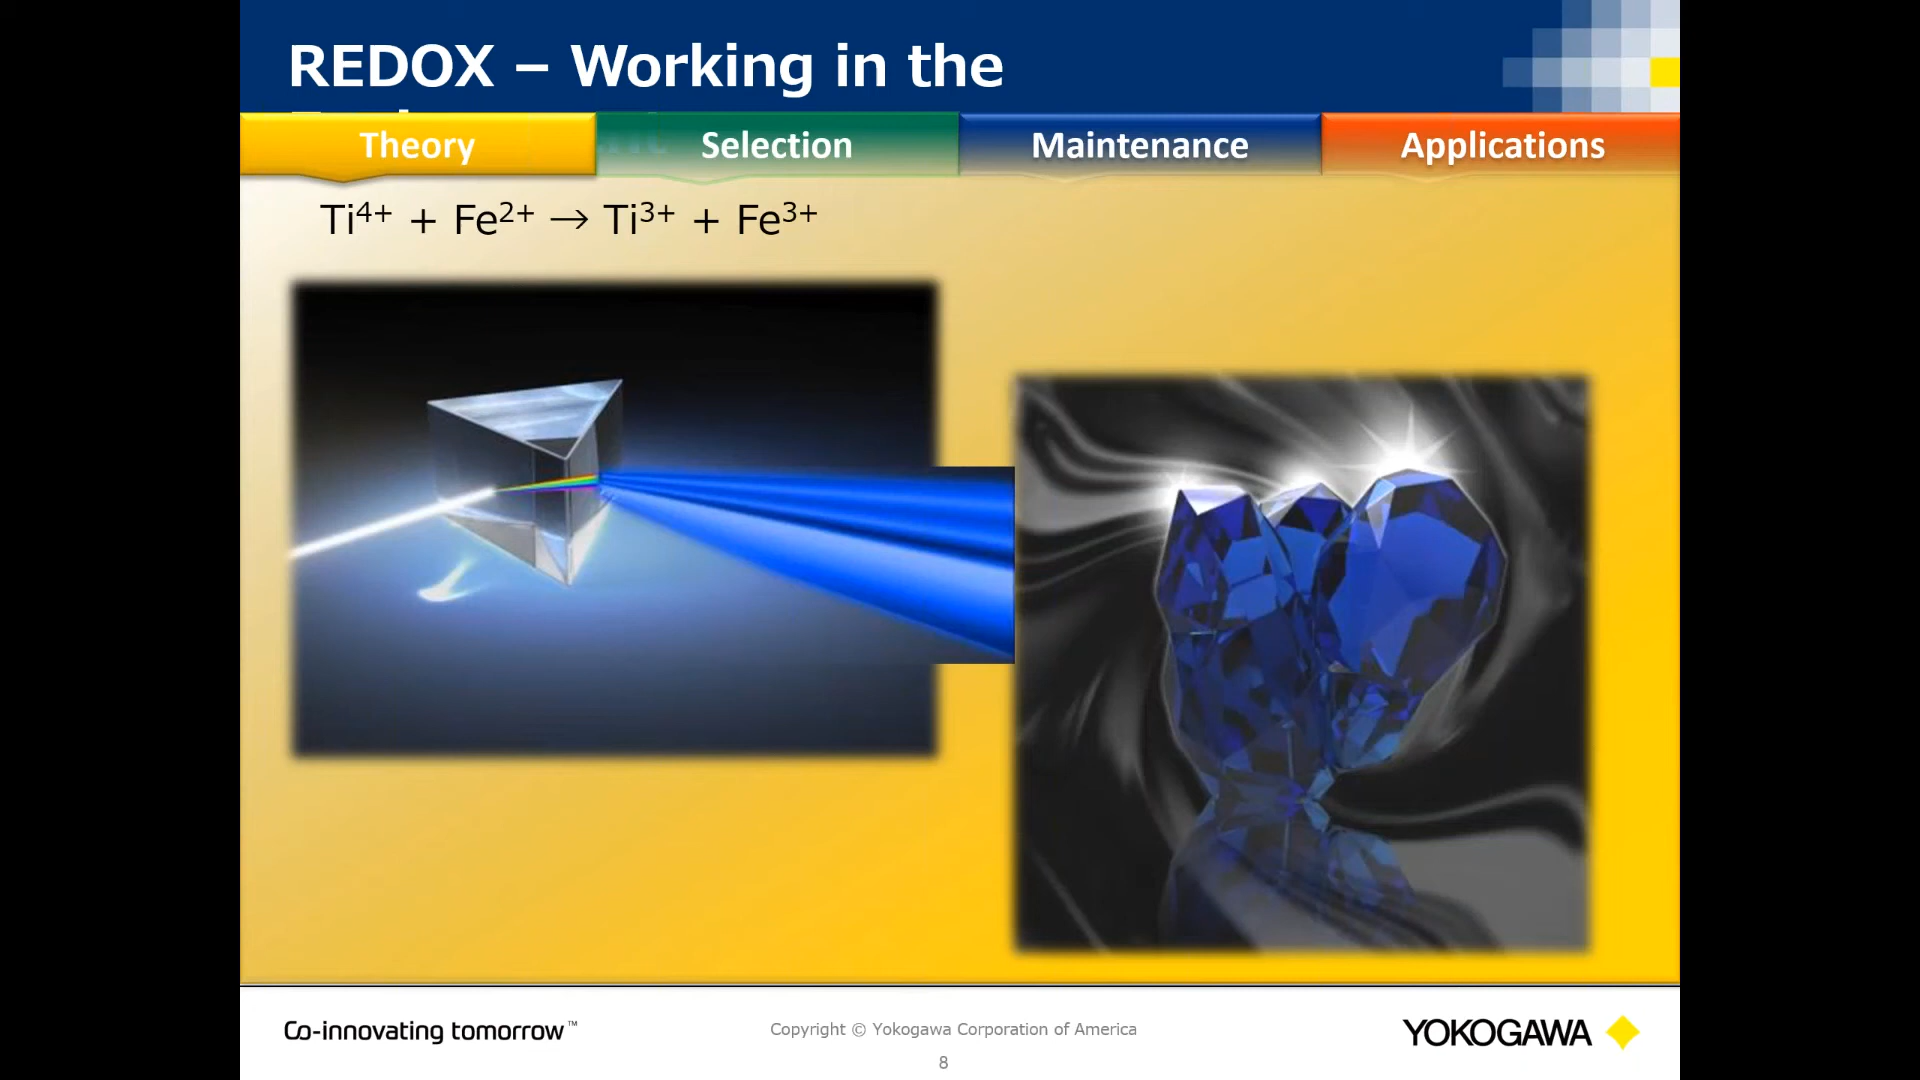 REDOX – Working in the
Theory
Selection
Maintenance
Applications
Ti⁴⁺ + Fe²⁺ → Ti³⁺ + Fe³⁺
Co-innovating tomorrow™
Copyright © Yokogawa Corporation of America
YOKOGAWA
8